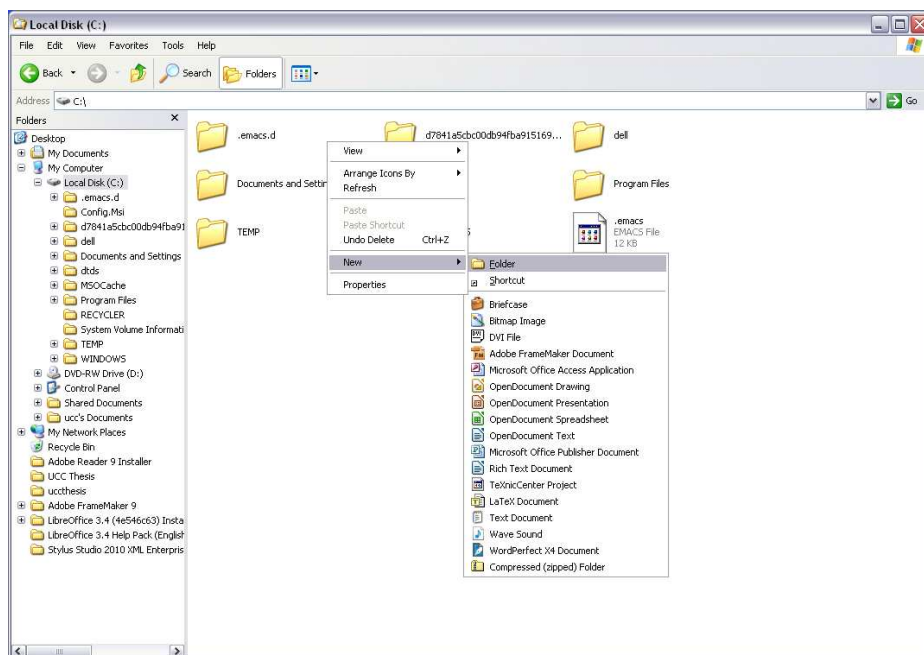 Local Disk (C:)
File Edit View Favorites Tools Help
Back Search Folders
Address C:\ Go
Folders
Desktop
My Documents
My Computer
Local Disk (C:)
.emacs.d
Config.Msi
d7841a5cbc00db94fba91
dell
Documents and Settings
dtds
MSOCache
Program Files
RECYCLER
System Volume Informati
TEMP
WINDOWS
DVD-RW Drive (D:)
Control Panel
Shared Documents
ucc's Documents
My Network Places
Recycle Bin
Adobe Reader 9 Installer
UCC Thesis
uccthesis
Adobe FrameMaker 9
LibreOffice 3.4 (4e546c63) Insta
LibreOffice 3.4 Help Pack (English
Stylus Studio 2010 XML Enterpris
.emacs.d
d7841a5cbc00db94fba915169...
dell
Documents and Settin
Program Files
TEMP
.emacs
EMACS File
12 KB
View
Arrange Icons By
Refresh
Paste
Paste Shortcut
Undo Delete Ctrl+Z
New
Properties
Folder
Shortcut
Briefcase
Bitmap Image
DVI File
Adobe FrameMaker Document
Microsoft Office Access Application
OpenDocument Drawing
OpenDocument Presentation
OpenDocument Spreadsheet
OpenDocument Text
Microsoft Office Publisher Document
Rich Text Document
TeXnicCenter Project
LaTeX Document
Text Document
Wave Sound
WordPerfect X4 Document
Compressed (zipped) Folder